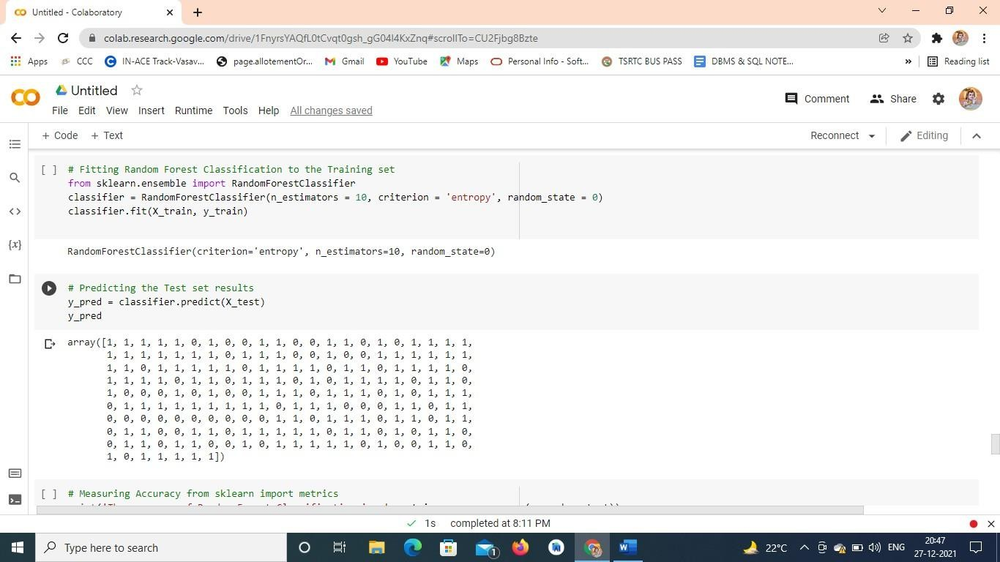 Untitled - Colaboratory
colab.research.google.com/drive/1FnyrsYAQfL0tCvqt0gsh_gG04l4KxZnq#scrollTo=CU2Fjbg8Bzte
Apps CCC IN-ACE Track-Vasav... page.allotementOr... Gmail YouTube Maps Personal Info - Soft... TSRTC BUS PASS DBMS & SQL NOTE... » Reading list
Untitled
Comment Share
File Edit View Insert Runtime Tools Help All changes saved
+ Code + Text Reconnect Editing
[ ] # Fitting Random Forest Classification to the Training set
from sklearn.ensemble import RandomForestClassifier
classifier = RandomForestClassifier(n_estimators = 10, criterion = 'entropy', random_state = 0)
classifier.fit(X_train, y_train)
{x}
RandomForestClassifier(criterion='entropy', n_estimators=10, random_state=0)
# Predicting the Test set results
y_pred = classifier.predict(X_test)
y_pred
array([1, 1, 1, 1, 1, 0, 1, 0, 0, 1, 1, 0, 0, 1, 1, 0, 1, 0, 1, 1, 1, 1,
1, 1, 1, 1, 1, 1, 1, 0, 1, 1, 1, 0, 0, 1, 0, 0, 1, 1, 1, 1, 1, 1,
1, 1, 0, 1, 1, 1, 1, 1, 0, 1, 1, 1, 1, 0, 1, 1, 0, 1, 1, 1, 1, 0,
1, 1, 1, 1, 0, 1, 1, 0, 1, 1, 1, 0, 1, 0, 1, 1, 1, 1, 0, 1, 1, 0,
1, 0, 0, 0, 1, 0, 1, 0, 0, 1, 1, 1, 0, 1, 1, 1, 0, 1, 0, 1, 1, 1,
0, 1, 1, 1, 1, 1, 1, 1, 1, 1, 0, 1, 1, 1, 0, 0, 0, 1, 1, 0, 1, 1,
0, 0, 0, 0, 0, 0, 0, 0, 0, 0, 1, 1, 0, 1, 1, 1, 0, 1, 1, 0, 1, 1,
0, 1, 1, 0, 0, 1, 1, 0, 1, 1, 1, 1, 1, 0, 1, 1, 0, 1, 0, 1, 1, 0,
0, 1, 1, 0, 1, 1, 0, 0, 1, 0, 1, 1, 1, 1, 1, 0, 1, 0, 0, 1, 1, 0,
1, 0, 1, 1, 1, 1, 1])
[ ] # Measuring Accuracy from sklearn import metrics
1s completed at 8:11 PM
Type here to search
1
22°C
ENG
20:47
27-12-2021